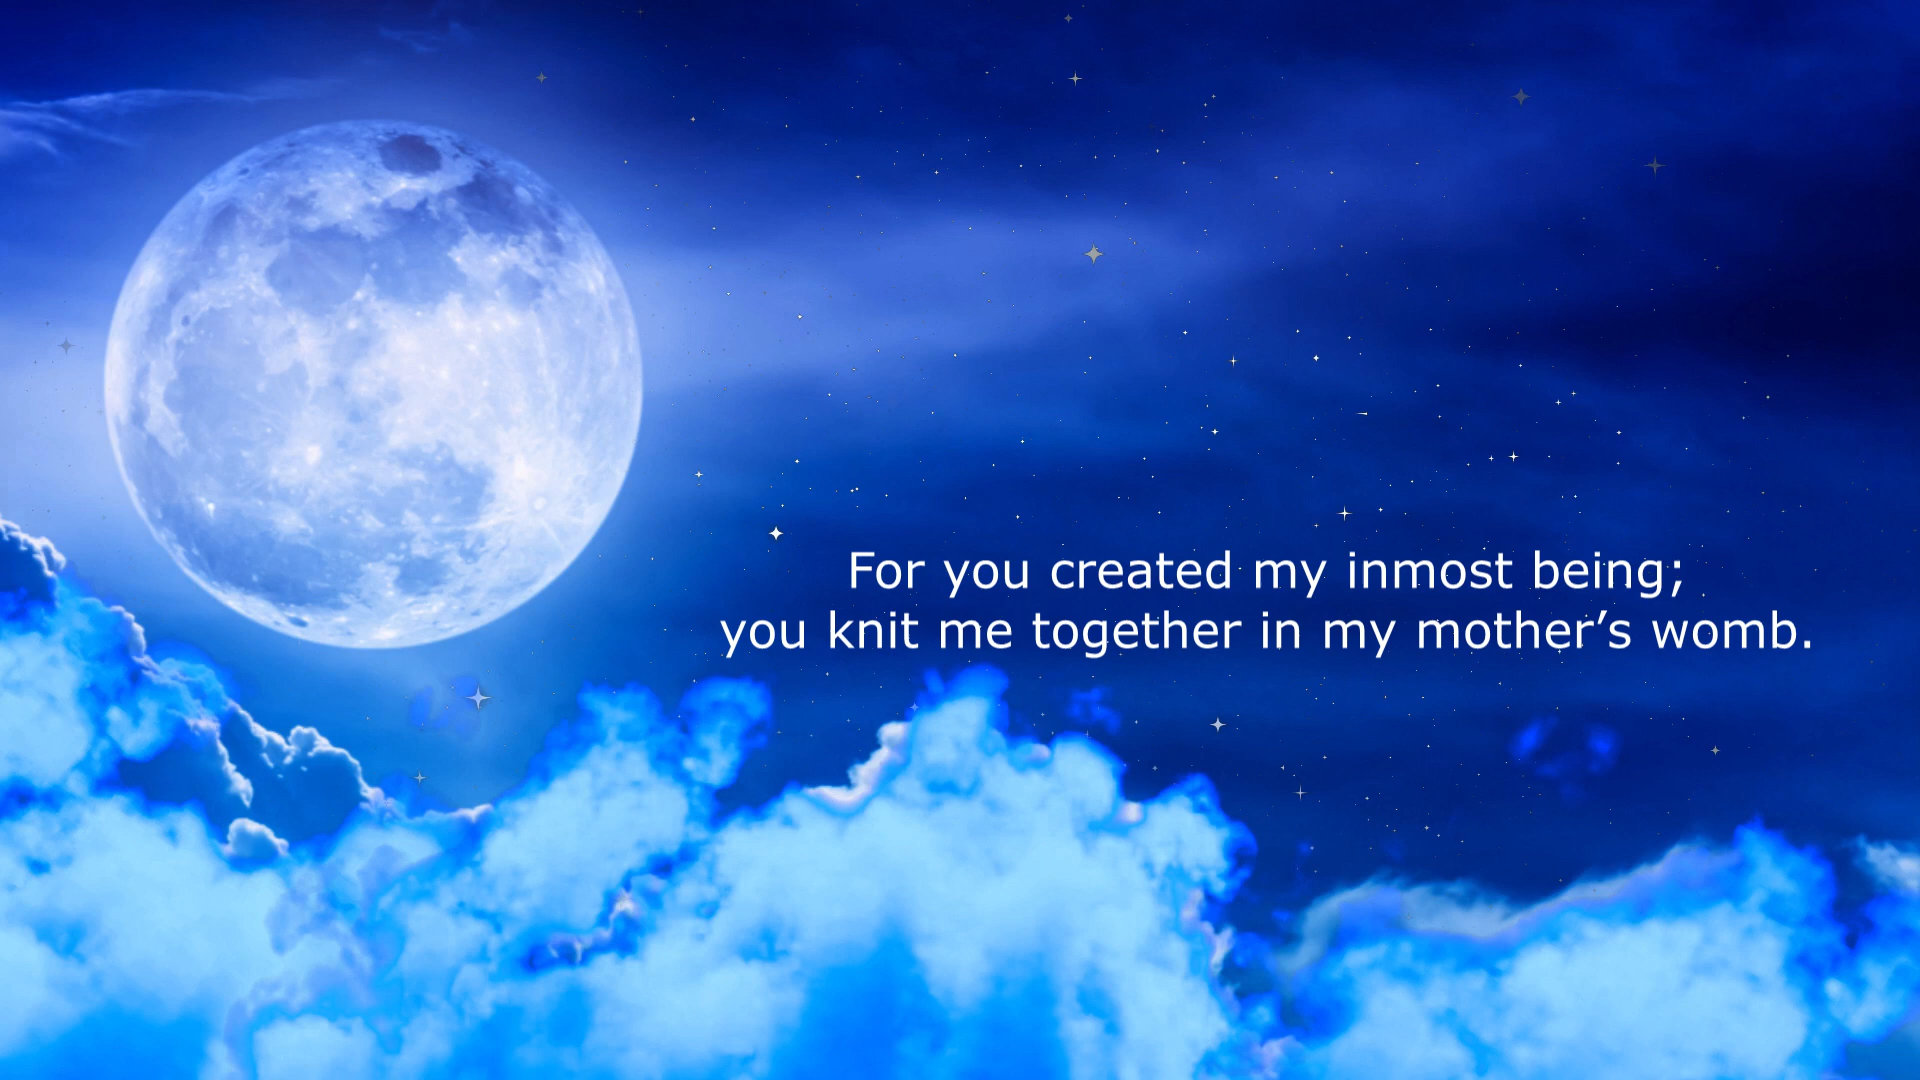 For you created my inmost being;
you knit me together in my mother’s womb.